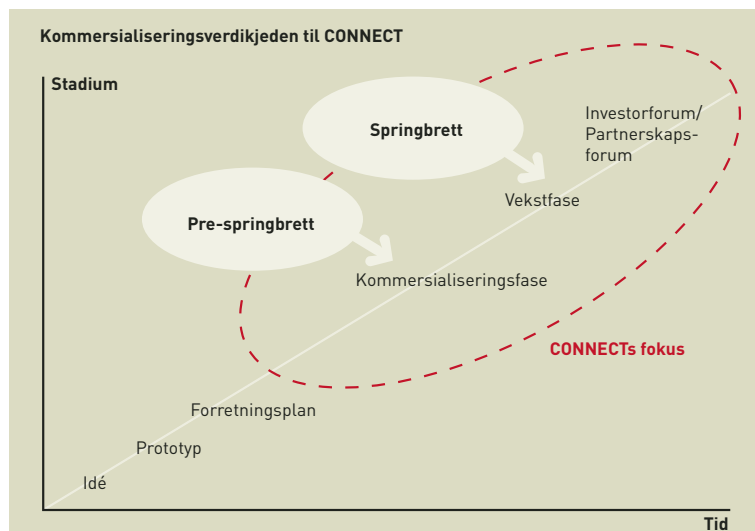 Kommersialiseringsverdikjeden til CONNECT
Stadium
Springbrett
Investorforum/
Partnerskaps-
forum
Vekstfase
Pre-springbrett
Kommersialiseringsfase
CONNECTs fokus
Forretningsplan
Prototyp
Idé
Tid